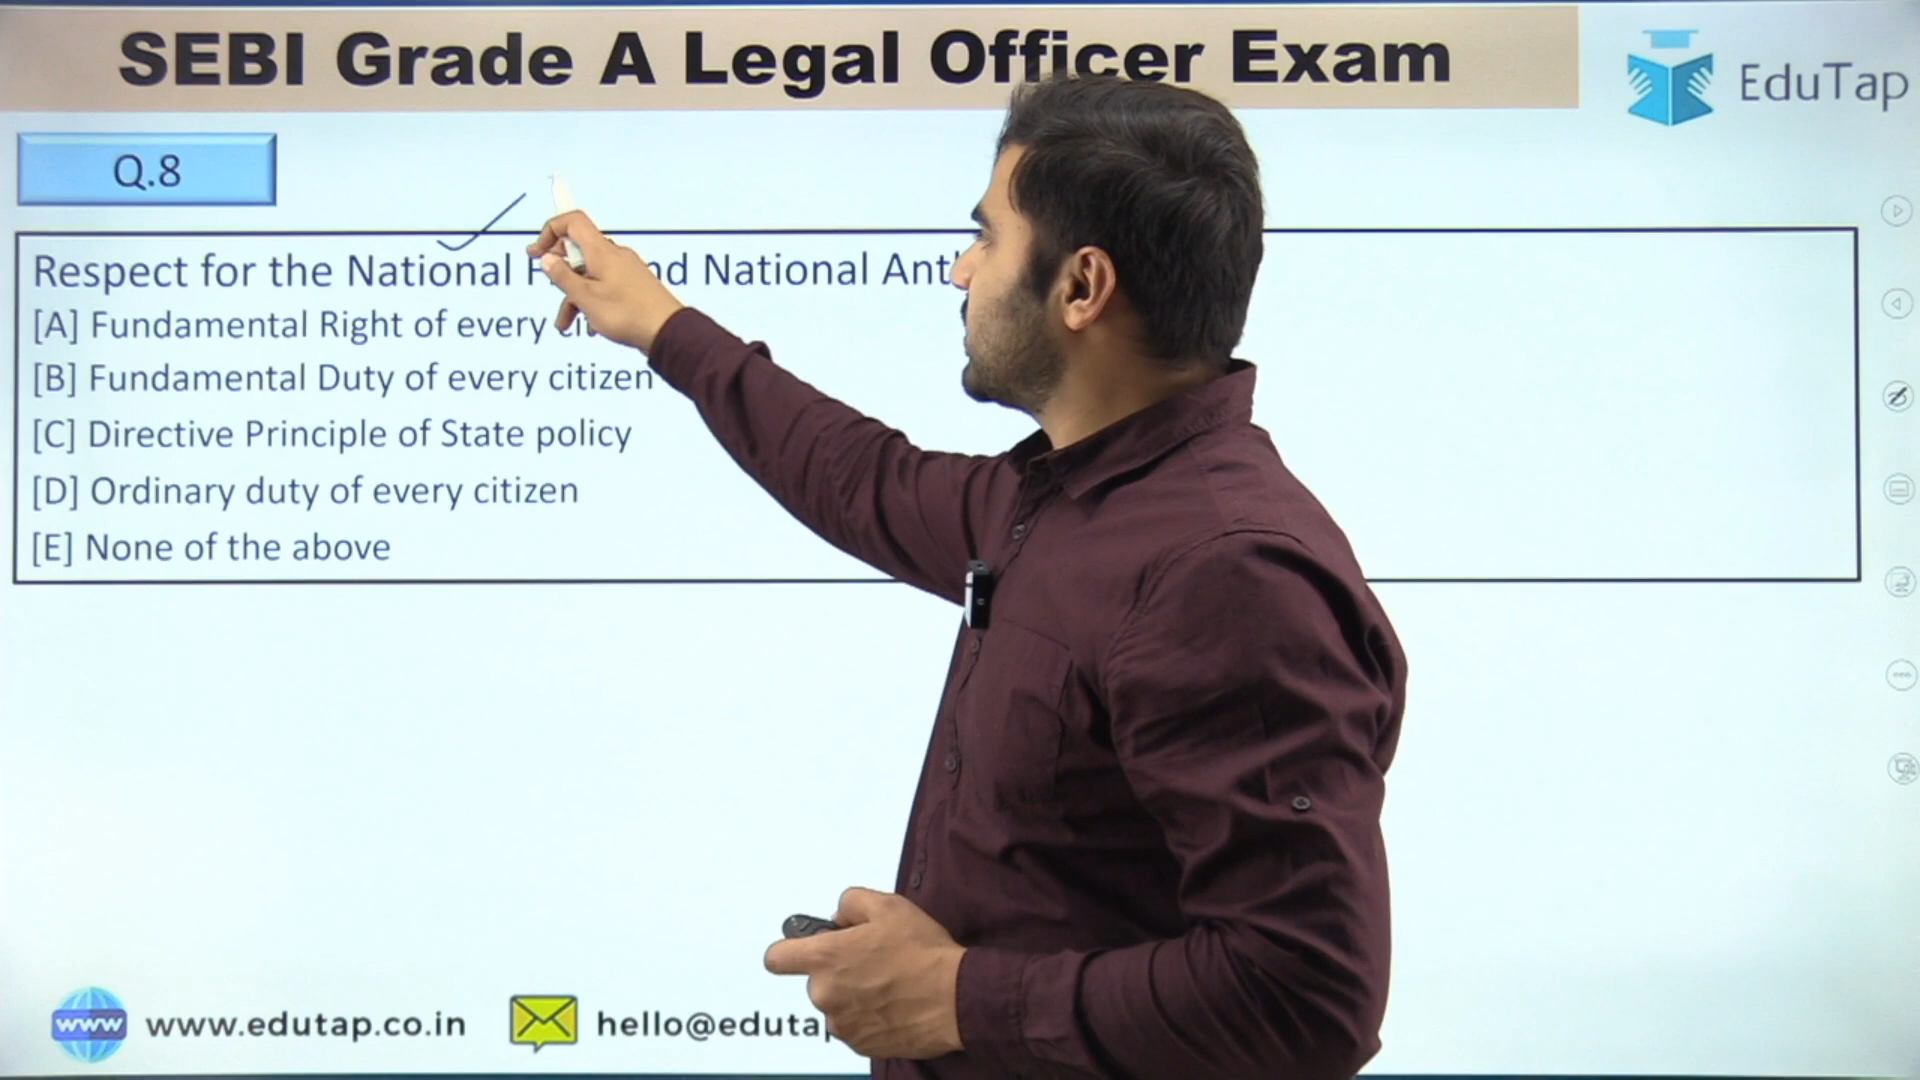 SEBI Grade A Legal Officer Exam
EduTap
Q.8
Respect for the National nd National
[A] Fundamental Right of every
[B] Fundamental Duty of every citizen
[C] Directive Principle of State policy
[D] Ordinary duty of every citizen
[E] None of the above
www www.edutap.co.in hello@eduta